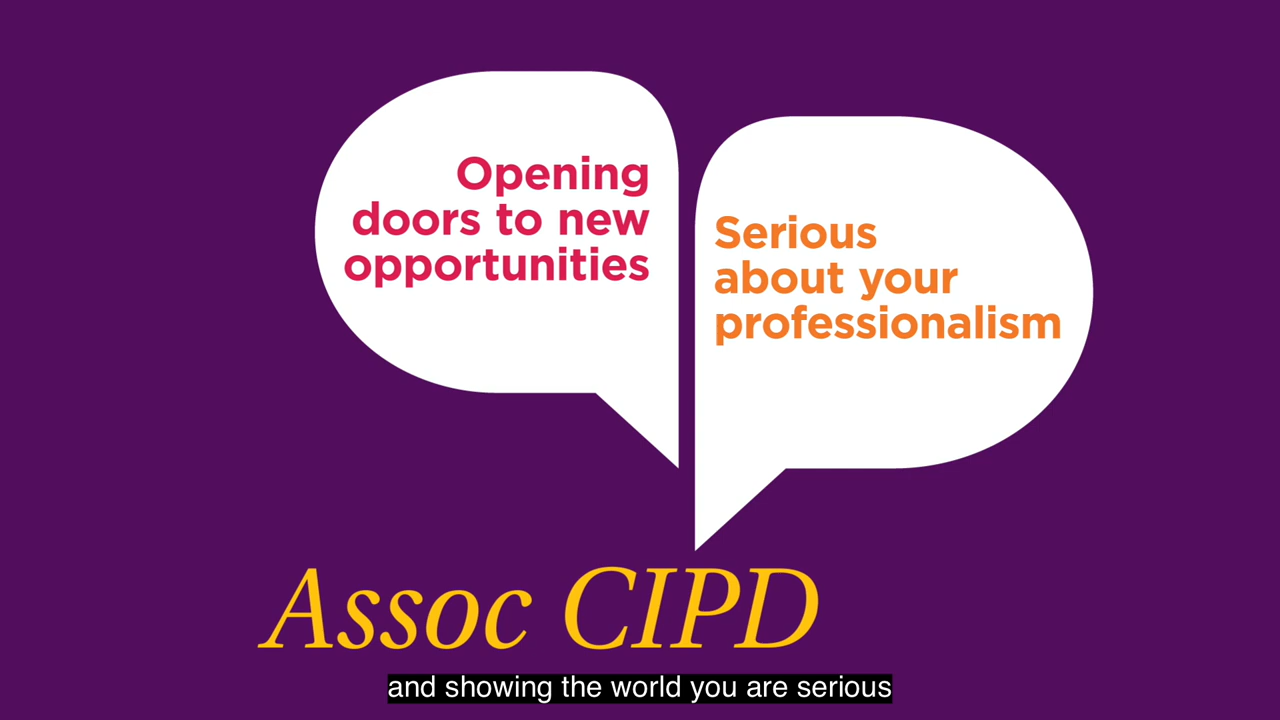 Opening
doors to new
opportunities
Serious
about your
professionalism
Assoc CIPD
and showing the world you are serious